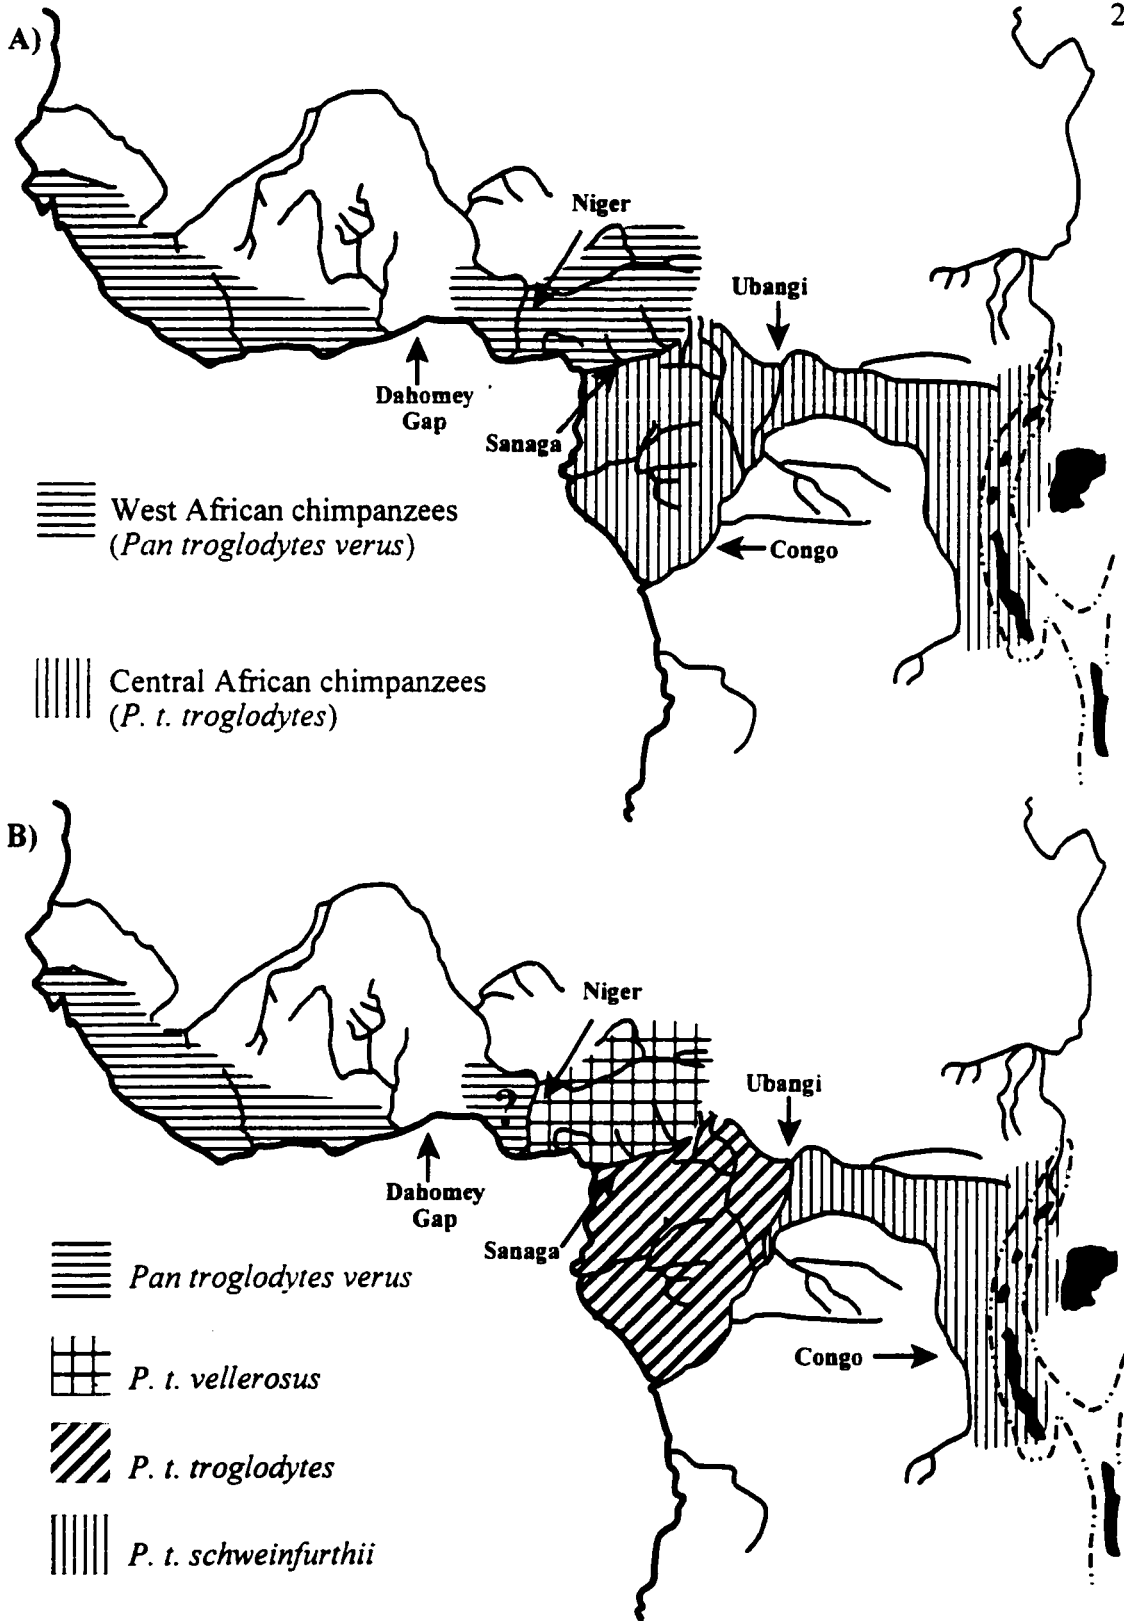 2
A)
Niger
Ubangi
Dahomey
Gap
Sanaga
West African chimpanzees
(Pan troglodytes verus)
Congo
Central African chimpanzees
(P. t. troglodytes)
B)
Niger
?
Ubangi
Dahomey
Gap
Sanaga
Pan troglodytes verus
Congo
P. t. vellerosus
P. t. troglodytes
P. t. schweinfurthii